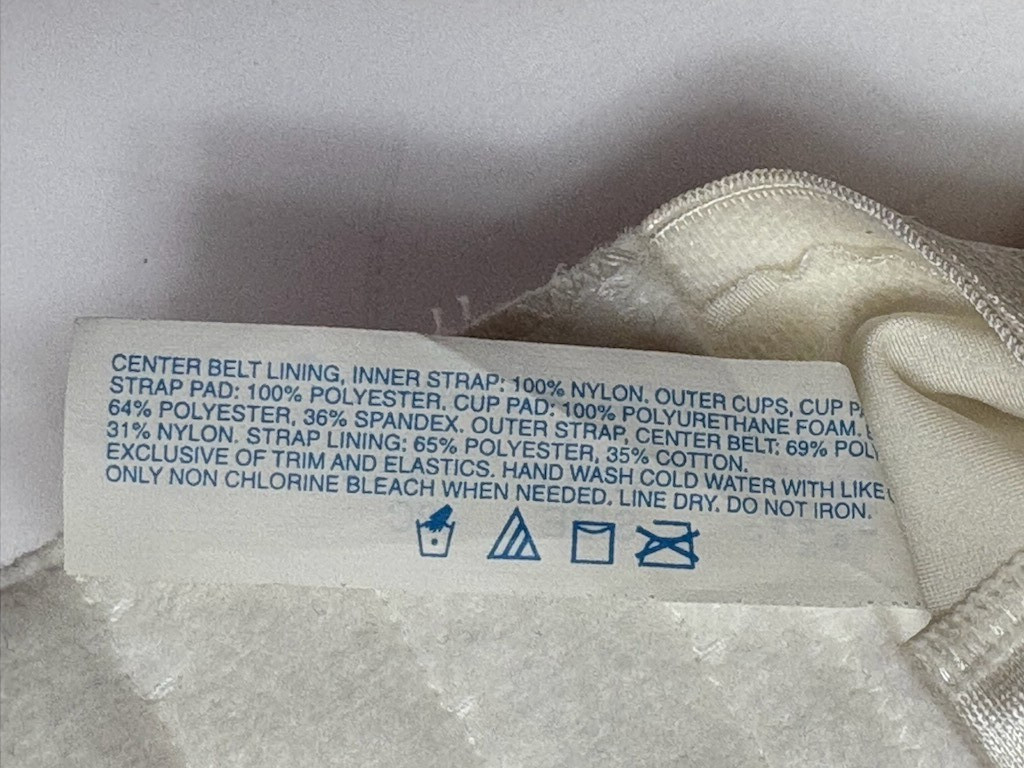 CENTER BELT LINING, INNER STRAP: 100% NYLON. OUTER CUPS, CUP
STRAP PAD: 100% POLYESTER, CUP PAD: 100% POLYURETHANE FOAM.
64% POLYESTER, 36% SPANDEX. OUTER STRAP, CENTER BELT: 69%
31% NYLON. STRAP LINING: 65% POLYESTER, 35% COTTON.
EXCLUSIVE OF TRIM AND ELASTICS. HAND WASH COLD WATER WITH LIKE
ONLY NON CHLORINE BLEACH WHEN NEEDED. LINE DRY. DO NOT IRON.